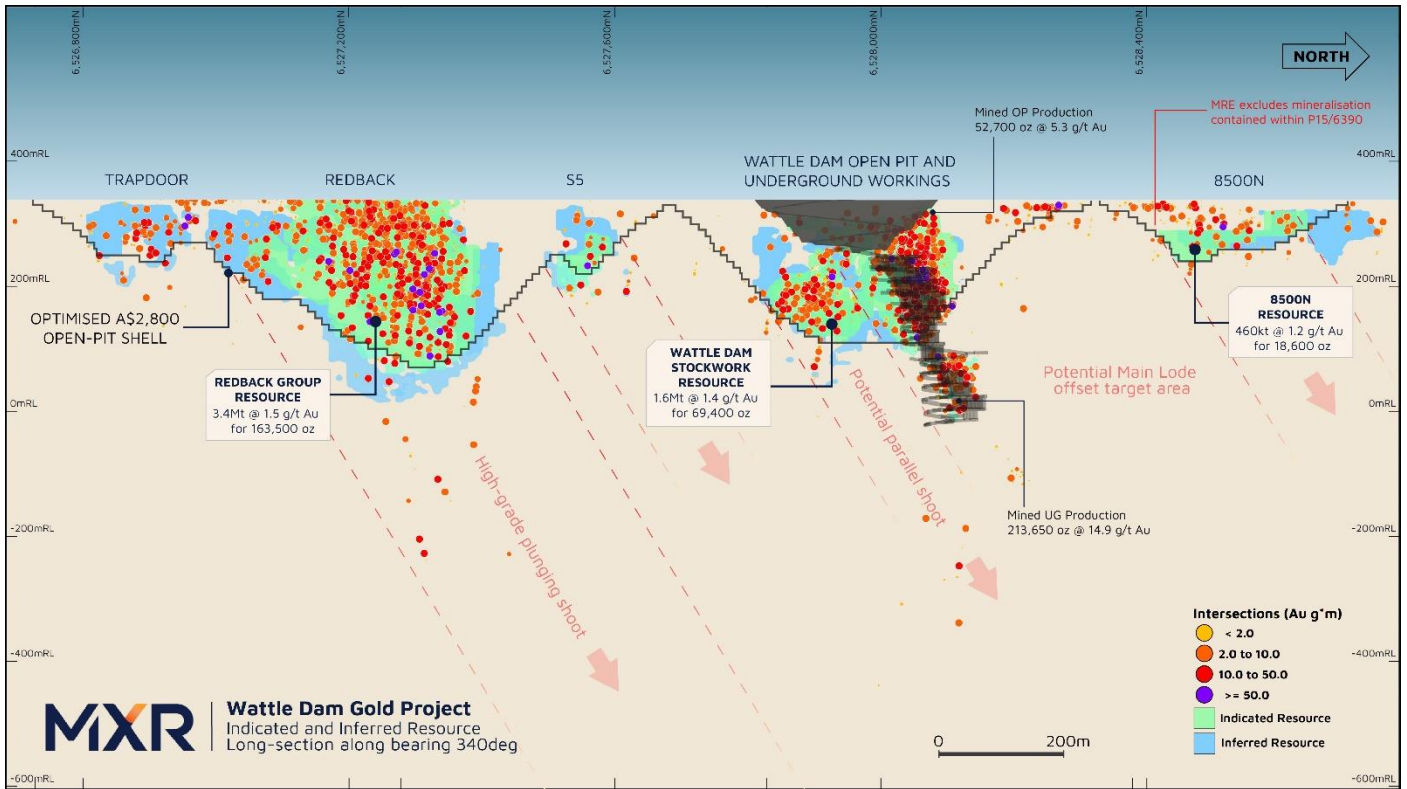 6,526,800mN
6,527,200mN
6,527,600mN
6,528,000mN
6,528,400mN
NORTH
MRE excludes mineralisation
contained within P15/6390
Mined OP Production
52,700 oz @ 5.3 g/t Au
400mRL
400mRL
TRAPDOOR
REDBACK
S5
WATTLE DAM OPEN PIT AND
UNDERGROUND WORKINGS
8500N
200mRL
200mRL
OPTIMISED A$2,800
OPEN-PIT SHELL
8500N
RESOURCE
460kt @ 1.2 g/t Au
for 18,600 oz
WATTLE DAM
STOCKWORK
RESOURCE
1.6Mt @ 1.4 g/t Au
for 69,400 oz
REDBACK GROUP
RESOURCE
3.4Mt @ 1.5 g/t Au
for 163,500 oz
Potential Main Lode
offset target area
0mRL
0mRL
Potential parallel shoot
High-grade plunging shoot
Mined UG Production
213,650 oz @ 14.9 g/t Au
-200mRL
-200mRL
Intersections (Au g*m)
< 2.0
2.0 to 10.0
10.0 to 50.0
>= 50.0
Indicated Resource
Inferred Resource
-400mRL
-400mRL
MXR
Wattle Dam Gold Project
Indicated and Inferred Resource
Long-section along bearing 340deg
0
200m
-600mRL
-600mRL